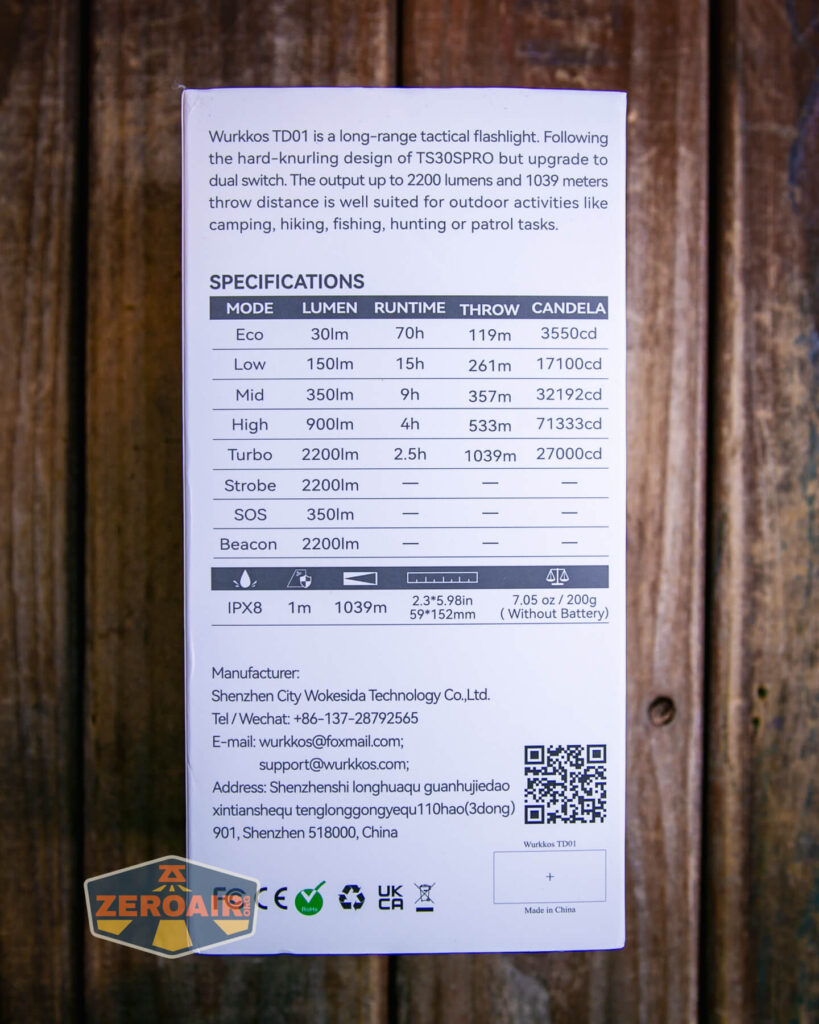 Wurkkos TD01 is a long-range tactical flashlight. Following
the hard-knurling design of TS30SPRO but upgrade to
dual switch. The output up to 2200 lumens and 1039 meters
throw distance is well suited for outdoor activities like
camping, hiking, fishing, hunting or patrol tasks.
SPECIFICATIONS
MODE LUMEN RUNTIME THROW CANDELA
Eco 30lm 70h 119m 3550cd
Low 150lm 15h 261m 17100cd
Mid 350lm 9h 357m 32192cd
High 900lm 4h 533m 71333cd
Turbo 2200lm 2.5h 1039m 27000cd
Strobe 2200lm — — —
SOS 350lm — — —
Beacon 2200lm — — —
IPX8 1m 1039m 2.3*5.98in 7.05 oz / 200g
59*152mm ( Without Battery)
Manufacturer:
Shenzhen City Wokesida Technology Co.,Ltd.
Tel / Wechat: +86-137-28792565
E-mail: wurkkos@foxmail.com;
support@wurkkos.com;
Address: Shenzhenshi longhuaqu guanhujiedao
xintianshequ tenglonggongyequ110hao(3dong)
901, Shenzhen 518000, China
Wurkkos TD01
+
Made in China
FC CE RoHS UK
CA
ZEROAIR.ORG